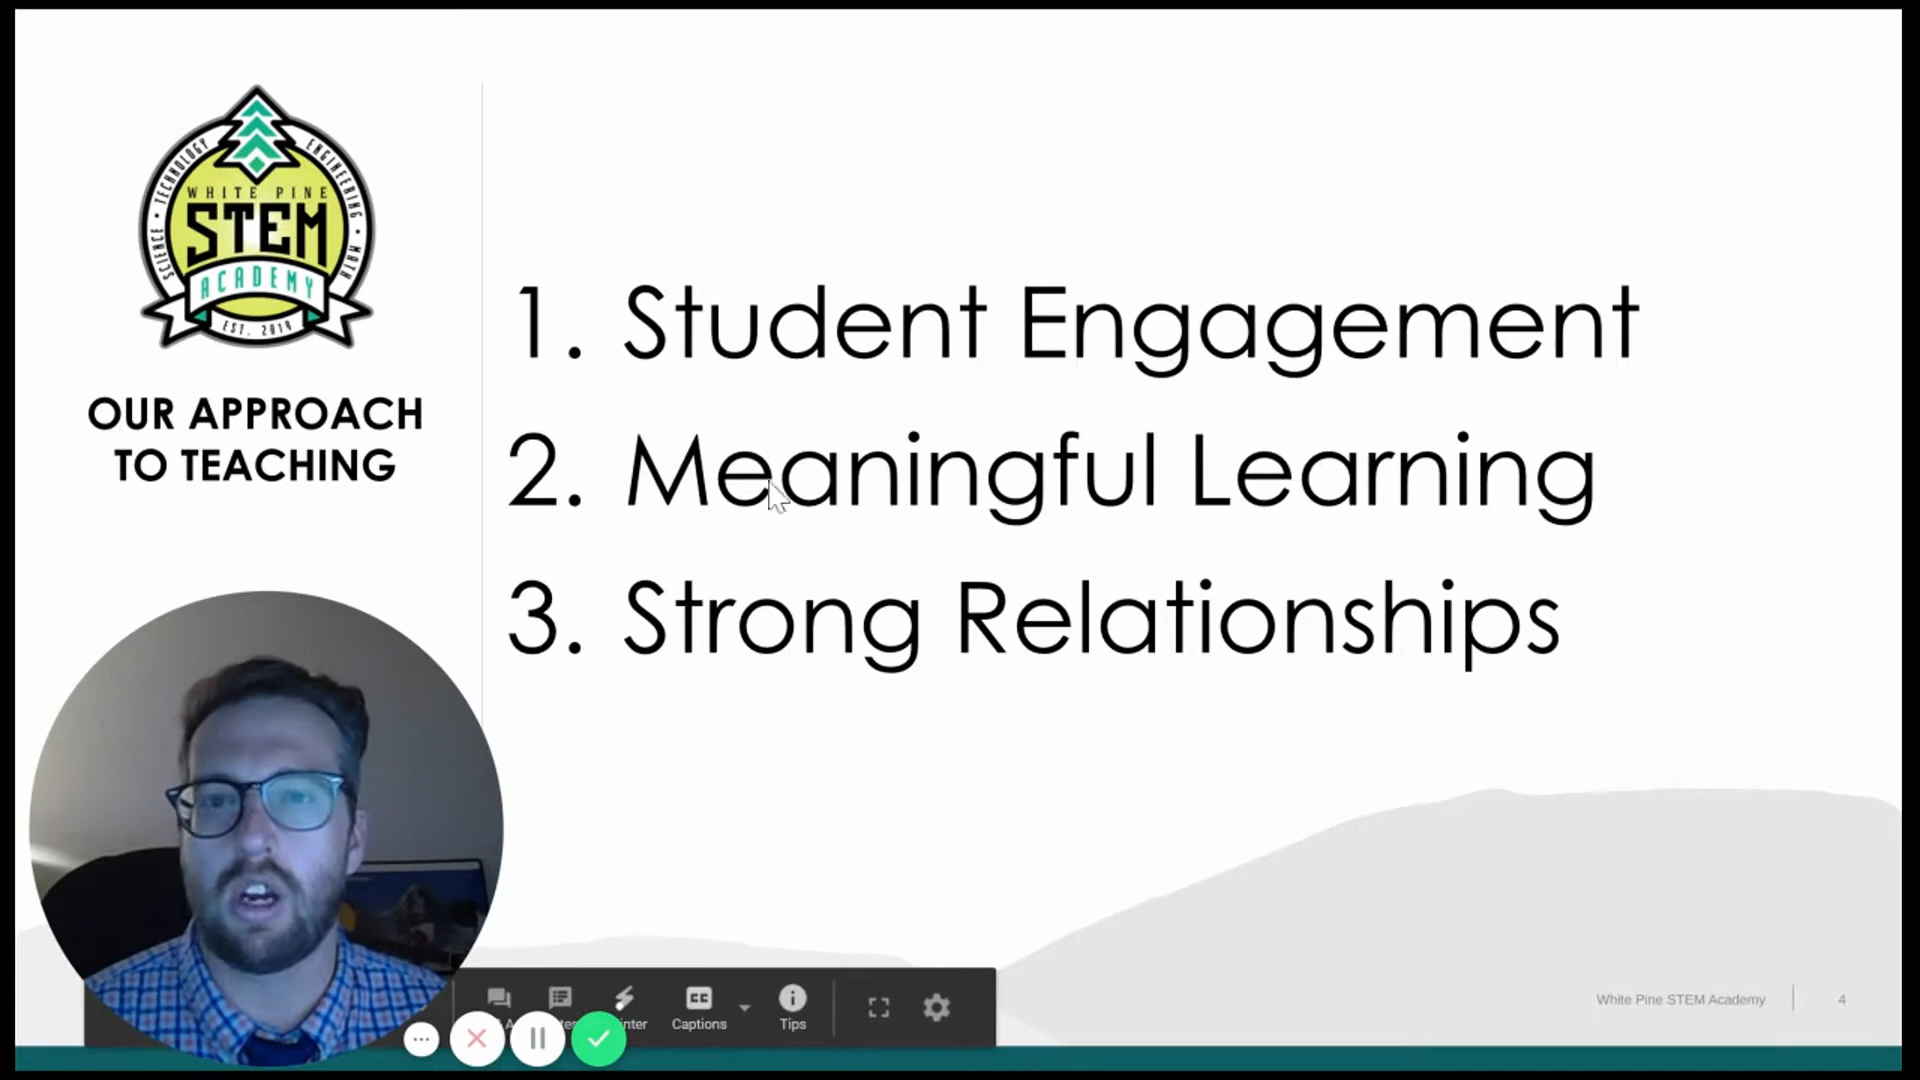 SCIENCE • TECHNOLOGY
ENGINEERING • MATH
WHITE PINE
STEM
ACADEMY
EST. 2019
OUR APPROACH
TO TEACHING
1. Student Engagement
2. Meaningful Learning
3. Strong Relationships
CC
Captions
Tips
White Pine STEM Academy
4